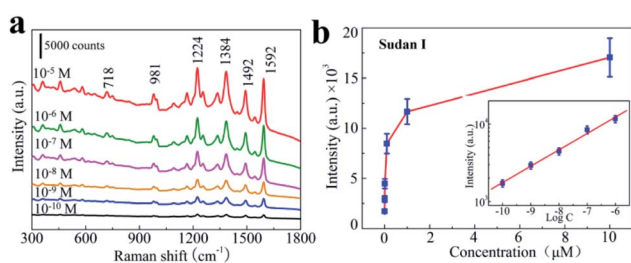 a
5000 counts
718
981
1224
1384
1492
1592
10⁻⁵ M
10⁻⁶ M
10⁻⁷ M
10⁻⁸ M
10⁻⁹ M
10⁻¹⁰ M
Intensity (a.u.)
300 600 900 1200 1500 1800
Raman shift (cm⁻¹)
b
Sudan I
Intensity (a.u.) ×10³
20
15
10
5
0
0 2 4 6 8 10
Concentration (μM)
Intensity (a.u.)
10⁴
10³
-10 -9 -8 -7 -6
Log C